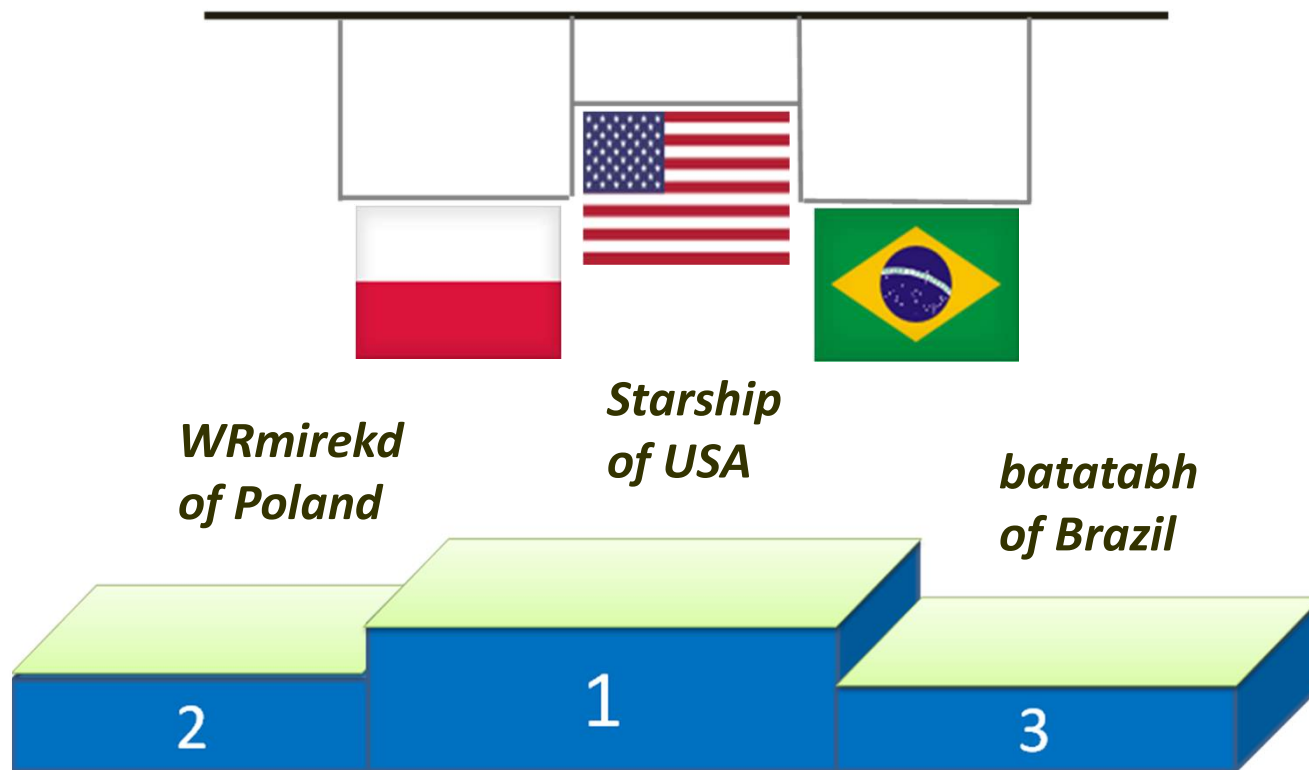 WRmirekd
of Poland
Starship
of USA
batatabh
of Brazil
2
1
3